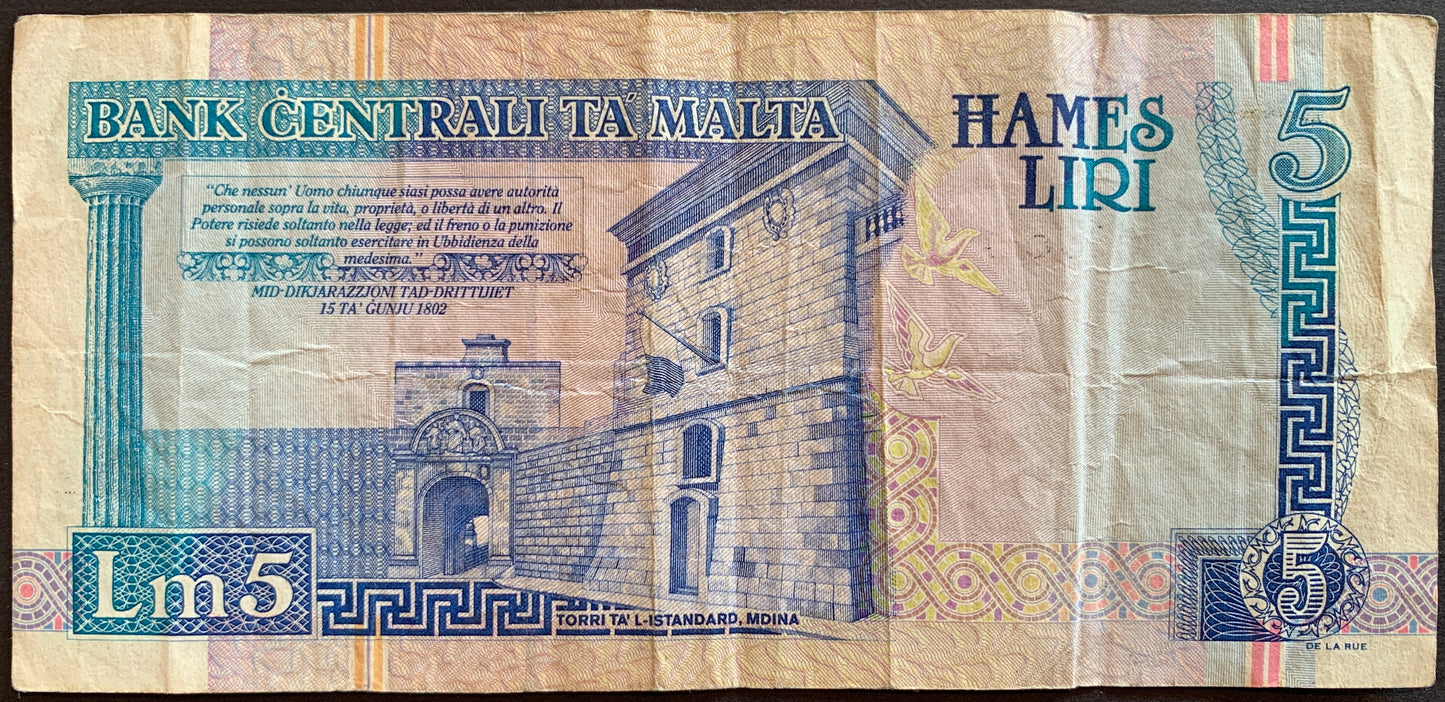 BANK ĊENTRALI TA' MALTA
ĦAMES
LIRI
5
"Che nessun' Uomo chiunque siasi possa avere autorità
personale sopra la vita, proprietà, o libertà di un altro. Il
Potere risiede soltanto nella legge; ed il freno o la punizione
si possono soltanto esercitare in Ubbidienza della
medesima."
MID-DIKJARAZZJONI TAD-DRITTIJIET
15 TA' ĠUNJU 1802
Lm5
TORRI TA' L-ISTANDARD, MDINA
5
DE LA RUE